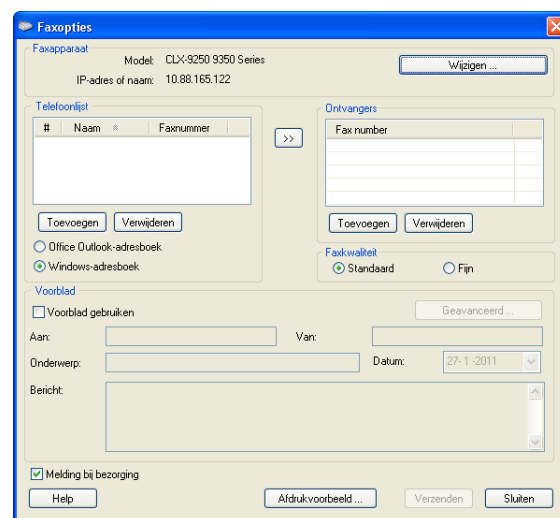 Faxopties
Faxapparaat
Model: CLX-9250 9350 Series
Wijzigen ...
IP-adres of naam: 10.88.165.122
Telefoonlijst
# Naam Faxnummer
Toevoegen Verwijderen
Office Outlook-adresboek
Windows-adresboek
>>
Ontvangers
Fax number
Toevoegen Verwijderen
Faxkwaliteit
Standaard Fijn
Voorblad
Voorblad gebruiken
Geavanceerd ...
Aan: Van:
Onderwerp: Datum: 27-1-2011
Bericht:
Melding bij bezorging
Help Afdrukvoorbeeld ... Verzenden Sluiten